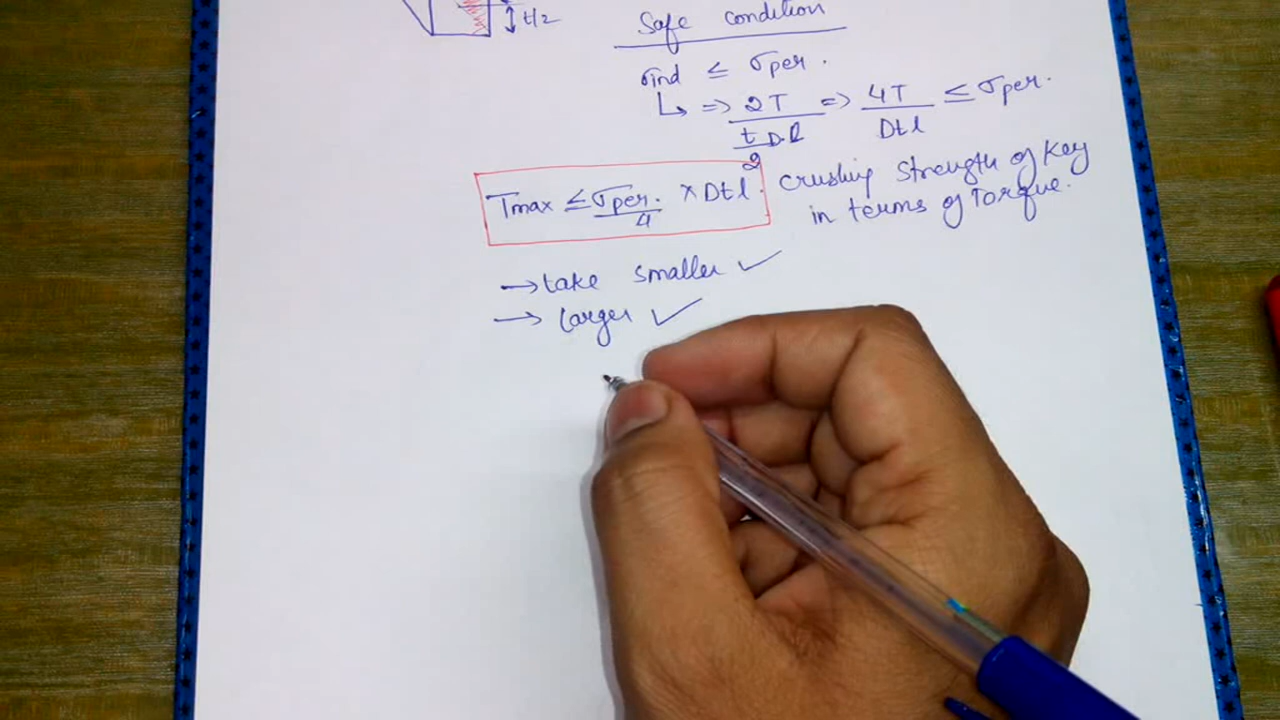 t/2
Safe condition
σind ≤ σper.
↳ ⇒ 2T / (t/2 D.l) ⇒ 4T / Dtl ≤ σper.
Tmax ≤ σper. / 4 × Dtl. crushing strength of Key
in terms of Torque.
→ take smaller ✓
→ larger ✓